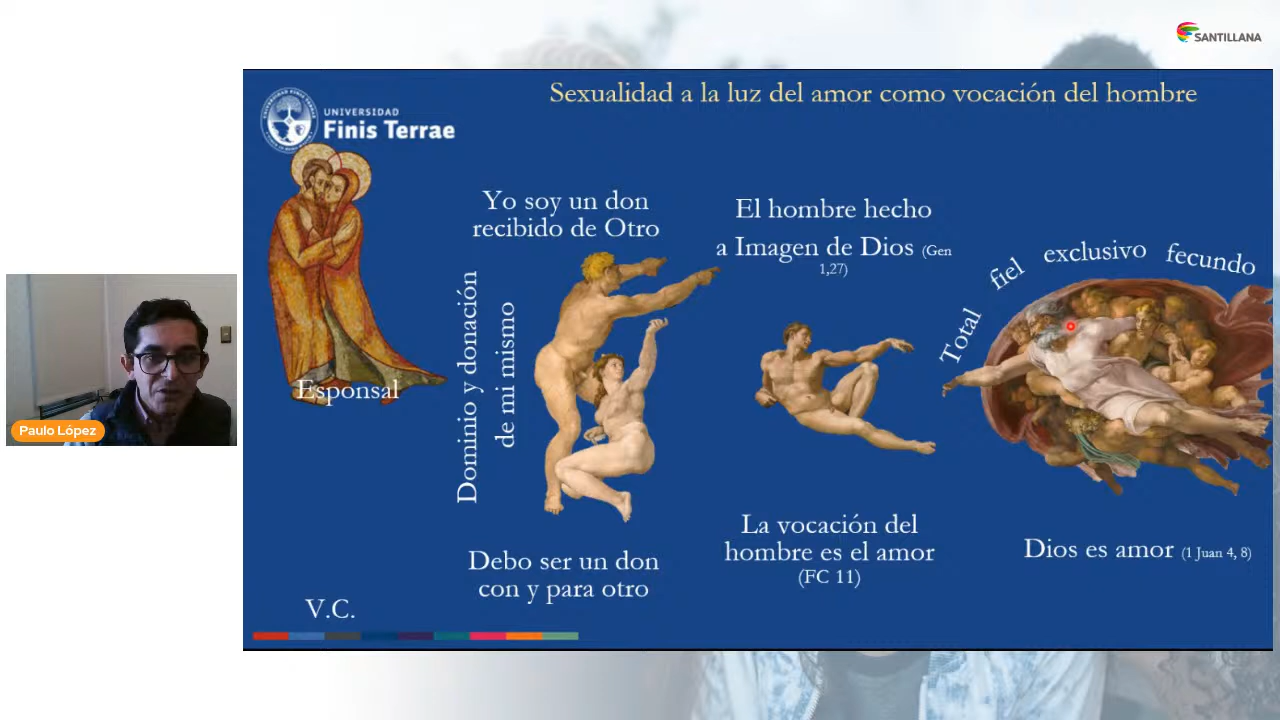 SANTILLANA
Sexualidad a la luz del amor como vocación del hombre
UNIVERSIDAD
Finis Terrae
Yo soy un don
recibido de Otro
El hombre hecho
a Imagen de Dios (Gen
1,27)
Total fiel exclusivo fecundo
Dominio y donación
de mi mismo
Esponsal
Paulo López
Debo ser un don
con y para otro
La vocación del
hombre es el amor
(FC 11)
Dios es amor (1 Juan 4, 8)
V.C.